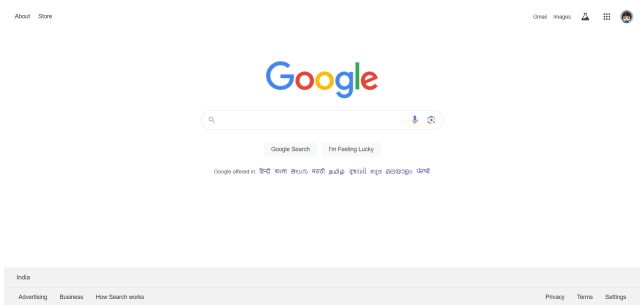 About Store
Gmail Images
Google
Google Search I'm Feeling Lucky
Google offered in: हिन्दी বাংলা తెలుగు मराठी தமிழ் ગુજરાતી ಕನ್ನಡ മലയാളം ਪੰਜਾਬੀ
India
Advertising Business How Search works
Privacy Terms Settings